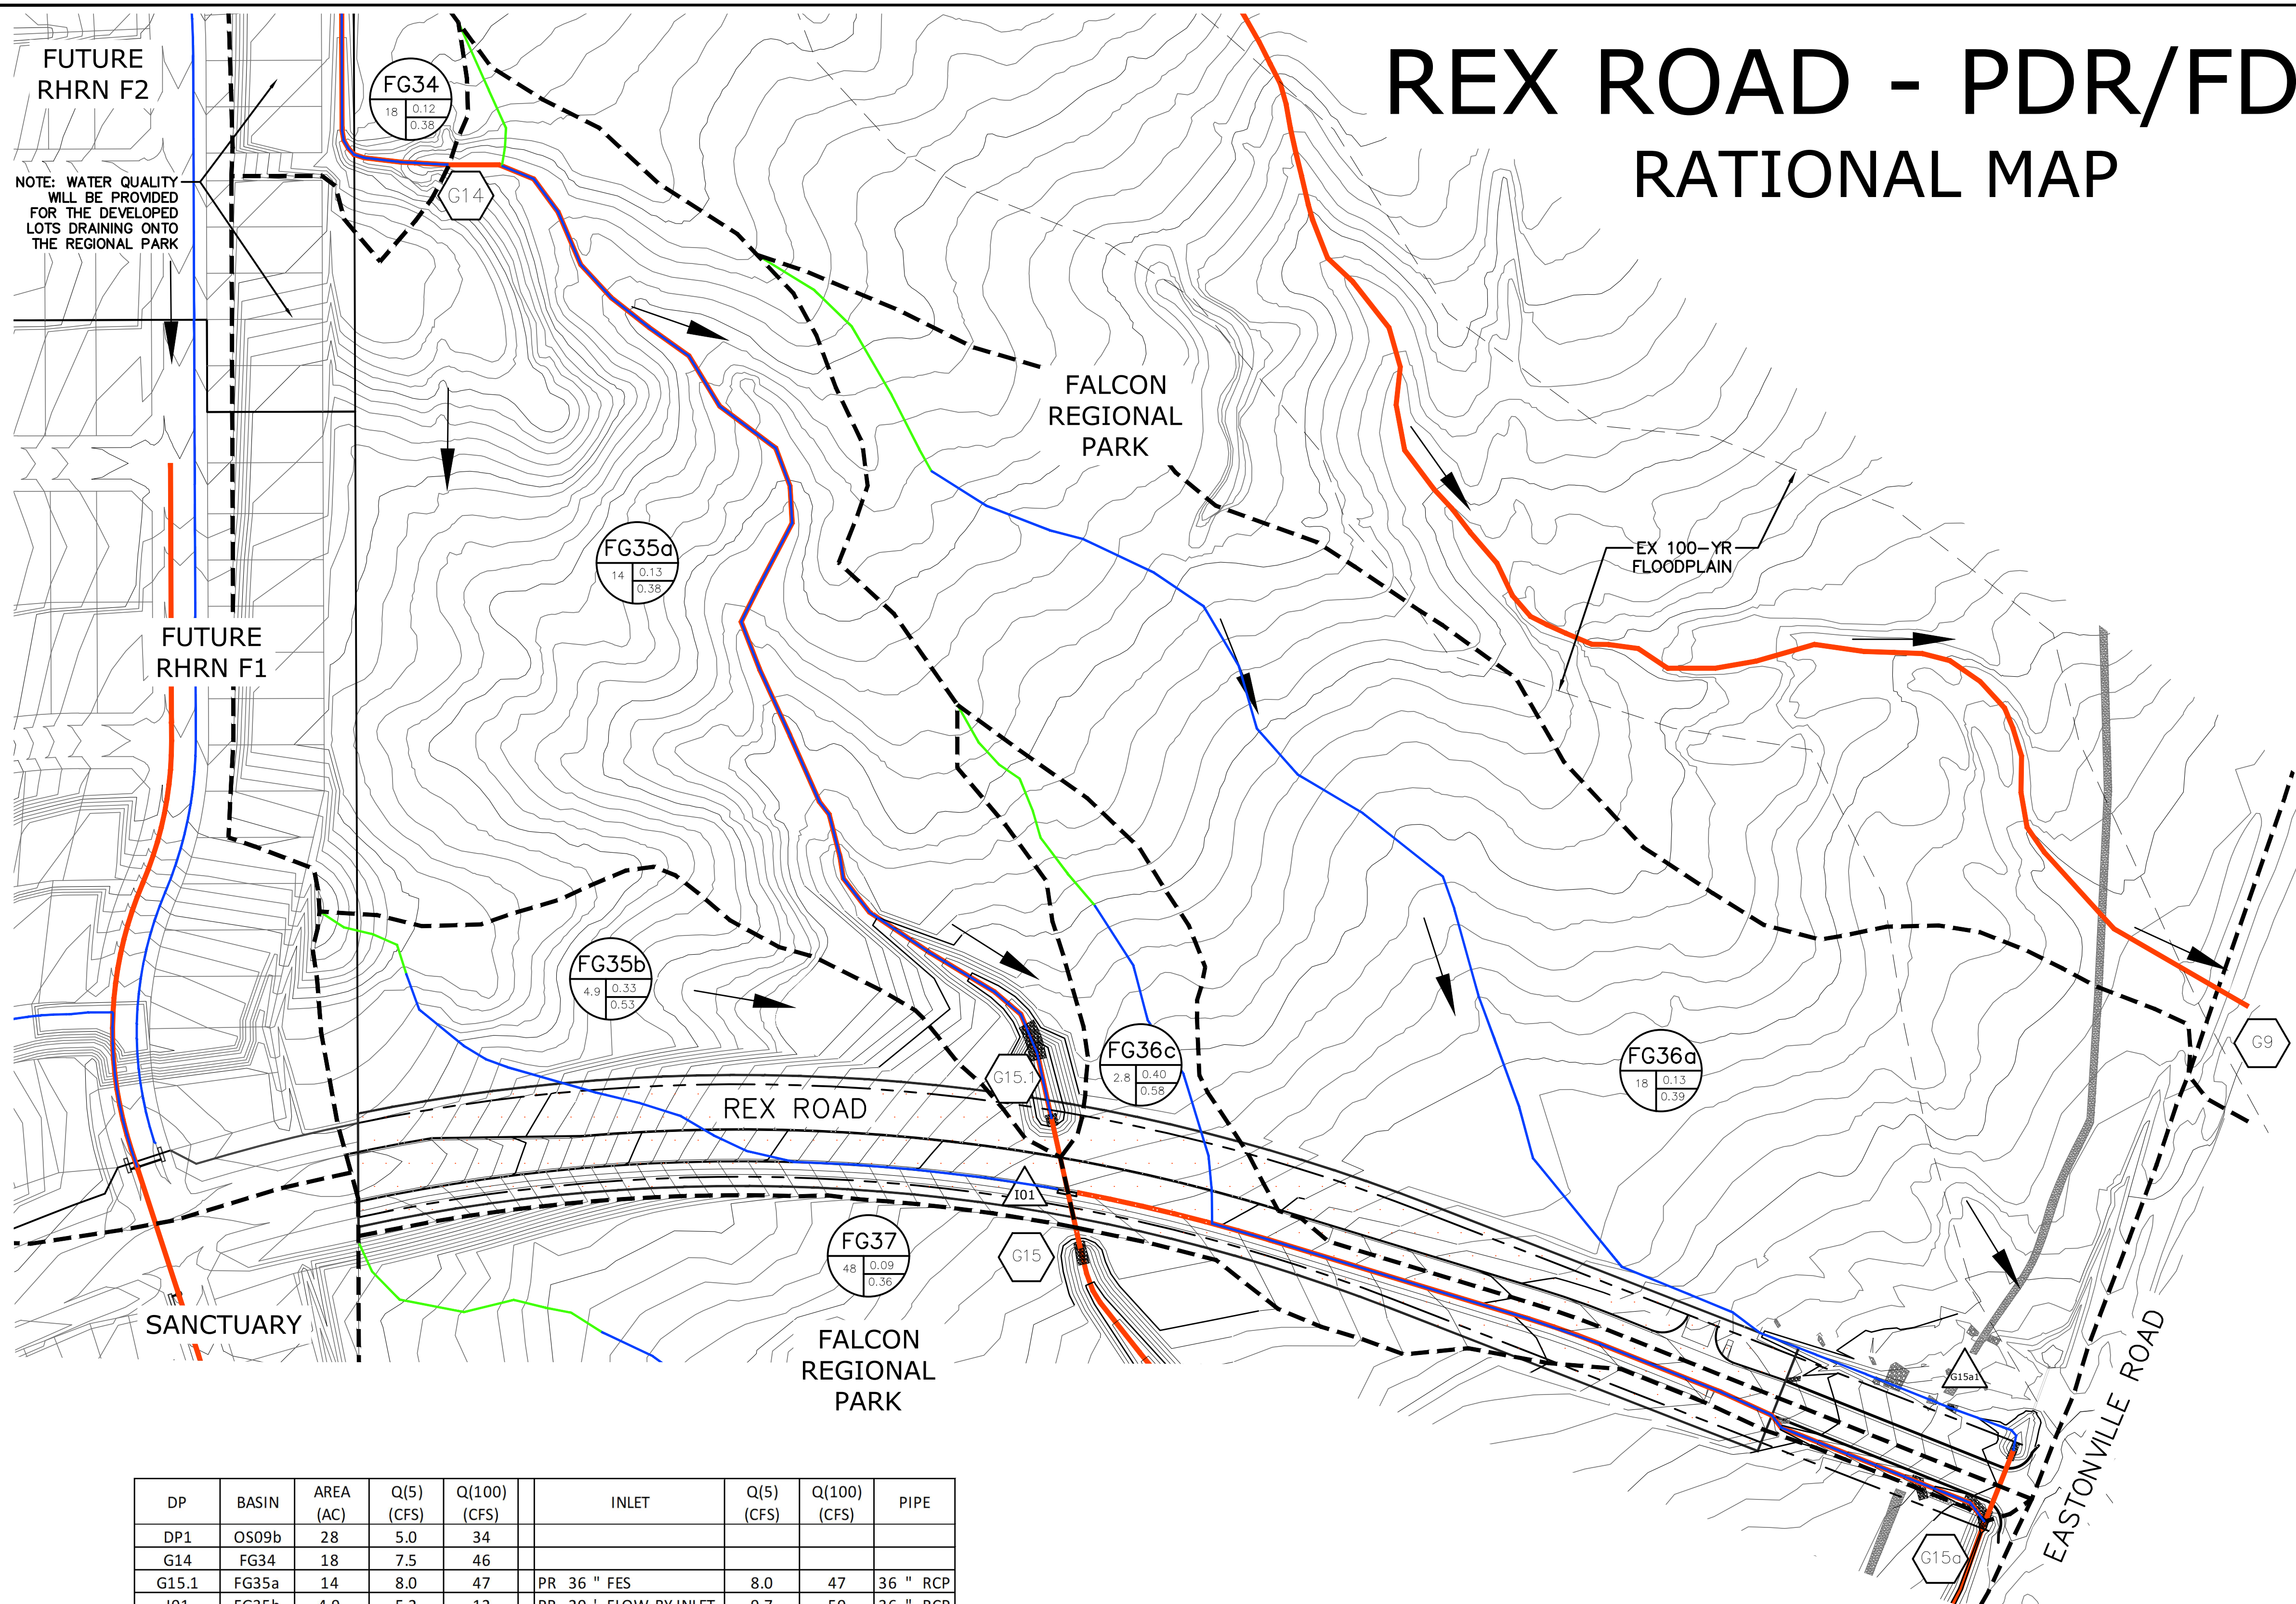 REX ROAD - PDR/FD
RATIONAL MAP
FUTURE
RHRN F2
FG34
18 0.12
0.38
NOTE: WATER QUALITY
WILL BE PROVIDED
FOR THE DEVELOPED
LOTS DRAINING ONTO
THE REGIONAL PARK
G14
FALCON
REGIONAL
PARK
FG35a
14 0.13
0.38
EX 100-YR
FLOODPLAIN
FUTURE
RHRN F1
FG35b
4.9 0.33
0.53
G15.1
FG36c
2.8 0.40
0.58
FG36a
18 0.13
0.39
G9
REX ROAD
I01
FG37
48 0.09
0.36
G15
SANCTUARY
FALCON
REGIONAL
PARK
G15a1
EASTONVILLE ROAD
G15a
DP BASIN AREA (AC) Q(5) (CFS) Q(100) (CFS) INLET Q(5) (CFS) Q(100) (CFS) PIPE
DP1 OS09b 28 5.0 34
G14 FG34 18 7.5 46
G15.1 FG35a 14 8.0 47 PR 36 " FES 8.0 47 36 " RCP